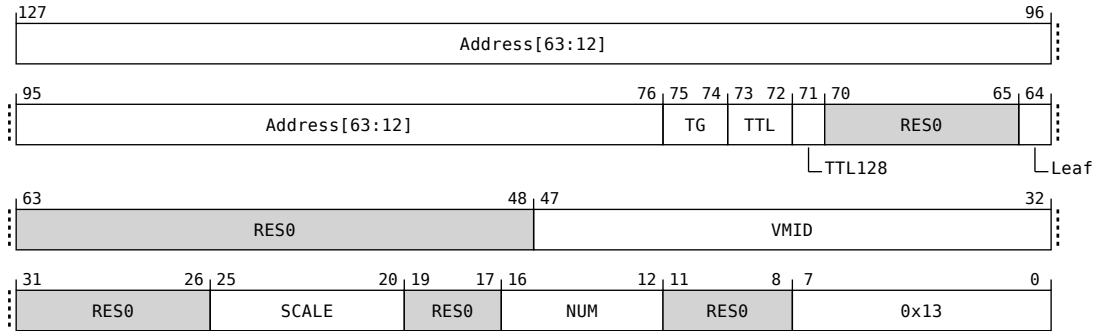 127 96
Address[63:12]
95 76 75 74 73 72 71 70 65 64
Address[63:12] TG TTL RES0
TTL128 Leaf
63 48 47 32
RES0 VMID
31 26 25 20 19 17 16 12 11 8 7 0
RES0 SCALE RES0 NUM RES0 0x13